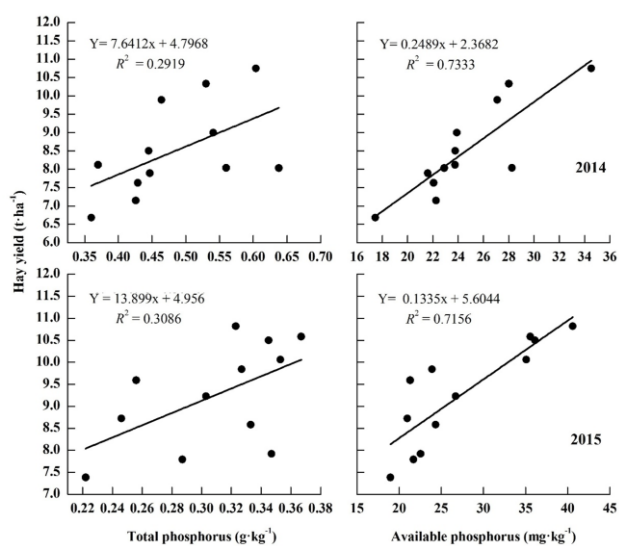 Y= 7.6412x + 4.7968
R² = 0.2919
Y= 0.2489x + 2.3682
R² = 0.7333
12.0
11.5
11.0
10.5
10.0
9.5
9.0
8.5
8.0
7.5
7.0
6.5
6.0
2014
0.35 0.40 0.45 0.50 0.55 0.60 0.65 0.70
16 18 20 22 24 26 28 30 32 34 36
Hay yield (t·ha⁻¹)
Y = 13.899x + 4.956
R² = 0.3086
Y= 0.1335x + 5.6044
R² = 0.7156
12.0
11.5
11.0
10.5
10.0
9.5
9.0
8.5
8.0
7.5
7.0
2015
0.22 0.24 0.26 0.28 0.30 0.32 0.34 0.36 0.38
15 20 25 30 35 40 45
Total phosphorus (g·kg⁻¹)
Available phosphorus (mg·kg⁻¹)